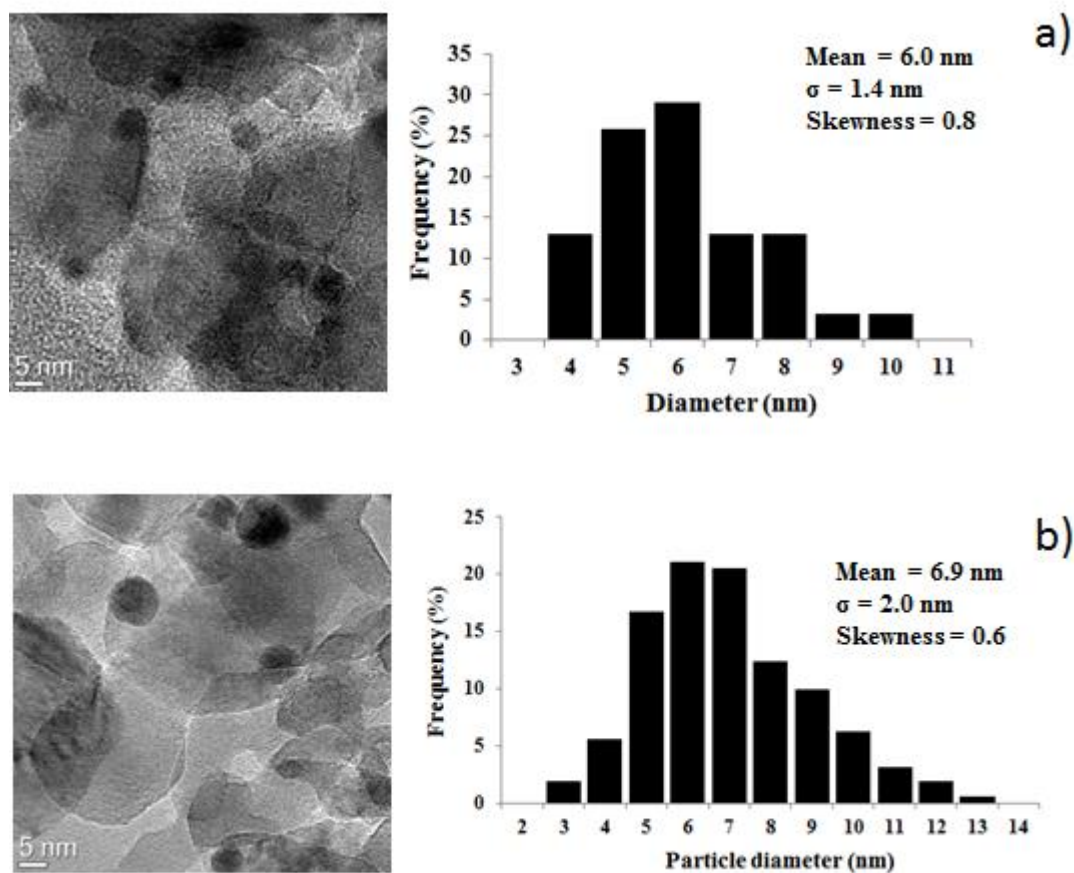 a)
Mean = 6.0 nm
σ = 1.4 nm
Skewness = 0.8
Frequency (%)
35
30
25
20
15
10
5
0
3 4 5 6 7 8 9 10 11
Diameter (nm)
5 nm
b)
Mean = 6.9 nm
σ = 2.0 nm
Skewness = 0.6
Frequency (%)
25
20
15
10
5
0
2 3 4 5 6 7 8 9 10 11 12 13 14
Particle diameter (nm)
5 nm